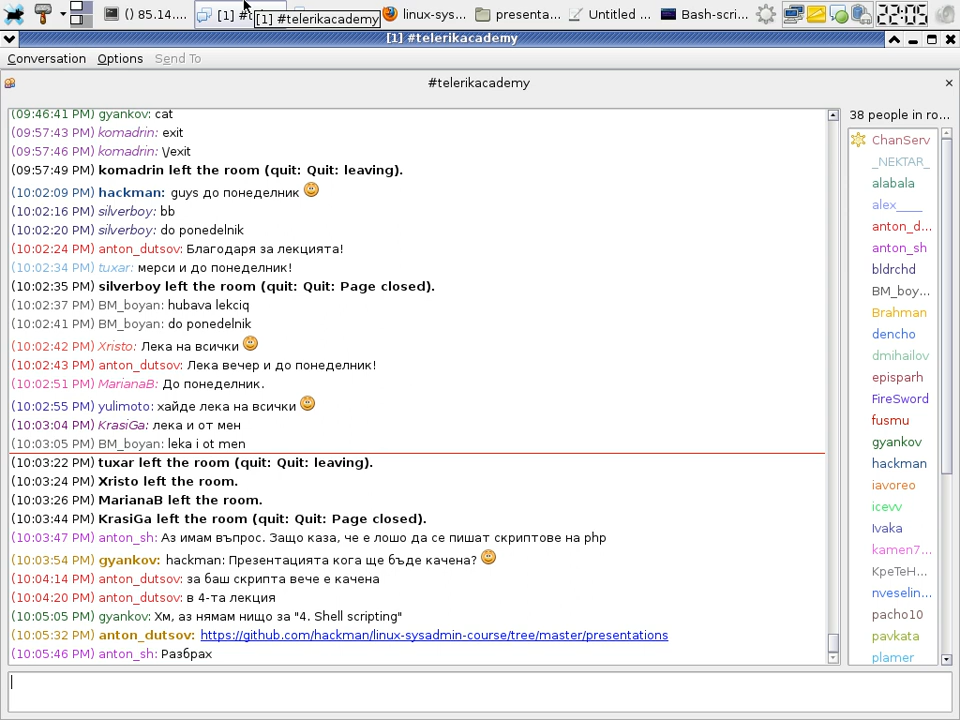 () 85.14....
[1] #t
[1] #telerikacademy
linux-sys...
presenta...
Untitled ...
Bash-scri...
22:05
[1] #telerikacademy
Conversation Options Send To
#telerikacademy
(09:46:41 PM) gyankov: cat
(09:57:43 PM) komadrin: exit
(09:57:46 PM) komadrin: \/exit
(09:57:49 PM) komadrin left the room (quit: Quit: leaving).
(10:02:09 PM) hackman: guys до понеделник
(10:02:16 PM) silverboy: bb
(10:02:20 PM) silverboy: do ponedelnik
(10:02:24 PM) anton_dutsov: Благодаря за лекцията!
(10:02:34 PM) tuxar: мерси и до понеделник!
(10:02:35 PM) silverboy left the room (quit: Quit: Page closed).
(10:02:37 PM) BM_boyan: hubava lekciq
(10:02:41 PM) BM_boyan: do ponedelnik
(10:02:42 PM) Xristo: Лека на всички
(10:02:43 PM) anton_dutsov: Лека вечер и до понеделник!
(10:02:51 PM) MarianaB: До понеделник.
(10:02:55 PM) yulimoto: хайде лека на всички
(10:03:04 PM) KrasiGa: лека и от мен
(10:03:05 PM) BM_boyan: leka i ot men
(10:03:22 PM) tuxar left the room (quit: Quit: leaving).
(10:03:24 PM) Xristo left the room.
(10:03:26 PM) MarianaB left the room.
(10:03:44 PM) KrasiGa left the room (quit: Quit: Page closed).
(10:03:47 PM) anton_sh: Аз имам въпрос. Защо каза, че е лошо да се пишат скриптове на php
(10:03:54 PM) gyankov: hackman: Презентацията кога ще бъде качена?
(10:04:14 PM) anton_dutsov: за баш скрипта вече е качена
(10:04:20 PM) anton_dutsov: в 4-та лекция
(10:05:05 PM) gyankov: Хм, аз нямам нищо за "4. Shell scripting"
(10:05:32 PM) anton_dutsov: https://github.com/hackman/linux-sysadmin-course/tree/master/presentations
(10:05:46 PM) anton_sh: Разбрах
38 people in ro...
ChanServ
_NEKTAR_
alabala
alex____
anton_d...
anton_sh
bldrchd
BM_boy...
Brahman
dencho
dmihailov
episparh
FireSword
fusmu
gyankov
hackman
iavoreo
icevv
Ivaka
kamen7...
KpeTeH...
nveselin...
pacho10
pavkata
plamer